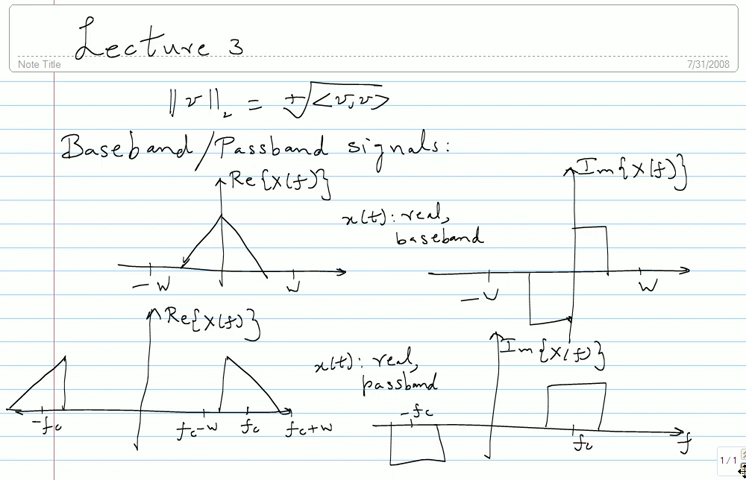 Lecture 3
Note Title
7/31/2008
||v||₂ = +√<v,v>
Baseband/Passband signals:
Re{X(f)}
x(t): real,
baseband
Im{X(f)}
-W
W
-W
W
Re{X(f)}
x(t): real,
passband
Im{X(f)}
-fc
fc-W
fc
fc+W
-fc
fc
f
1/1